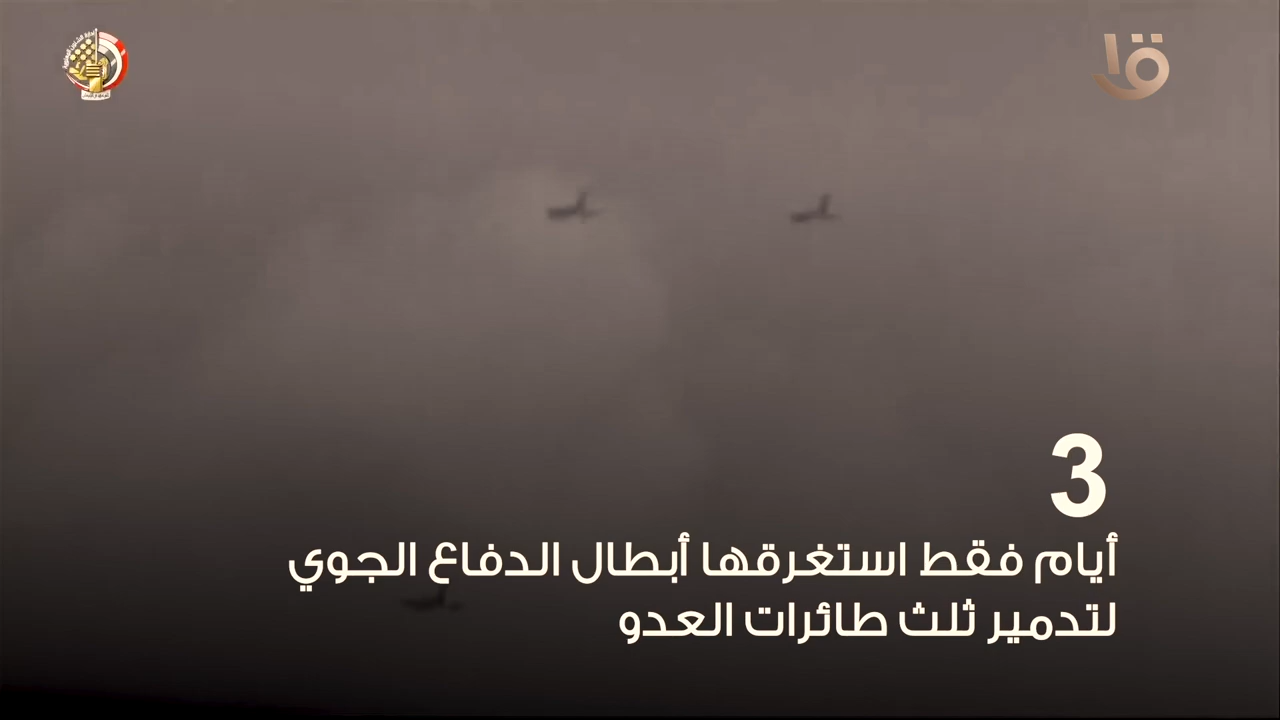 3
أيام فقط استغرقها أبطال الدفاع الجوي
لتدمير ثلث طائرات العدو